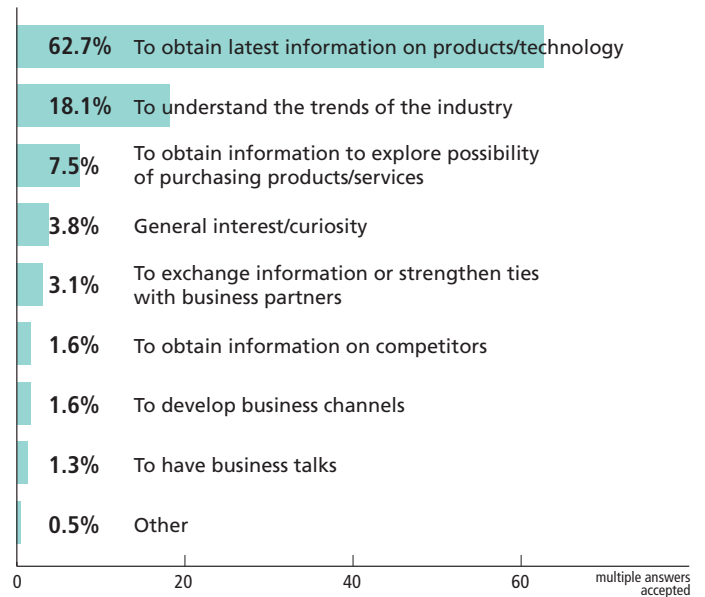 62.7% To obtain latest information on products/technology
18.1% To understand the trends of the industry
7.5% To obtain information to explore possibility
of purchasing products/services
3.8% General interest/curiosity
3.1% To exchange information or strengthen ties
with business partners
1.6% To obtain information on competitors
1.6% To develop business channels
1.3% To have business talks
0.5% Other
0 20 40 60 multiple answers
accepted